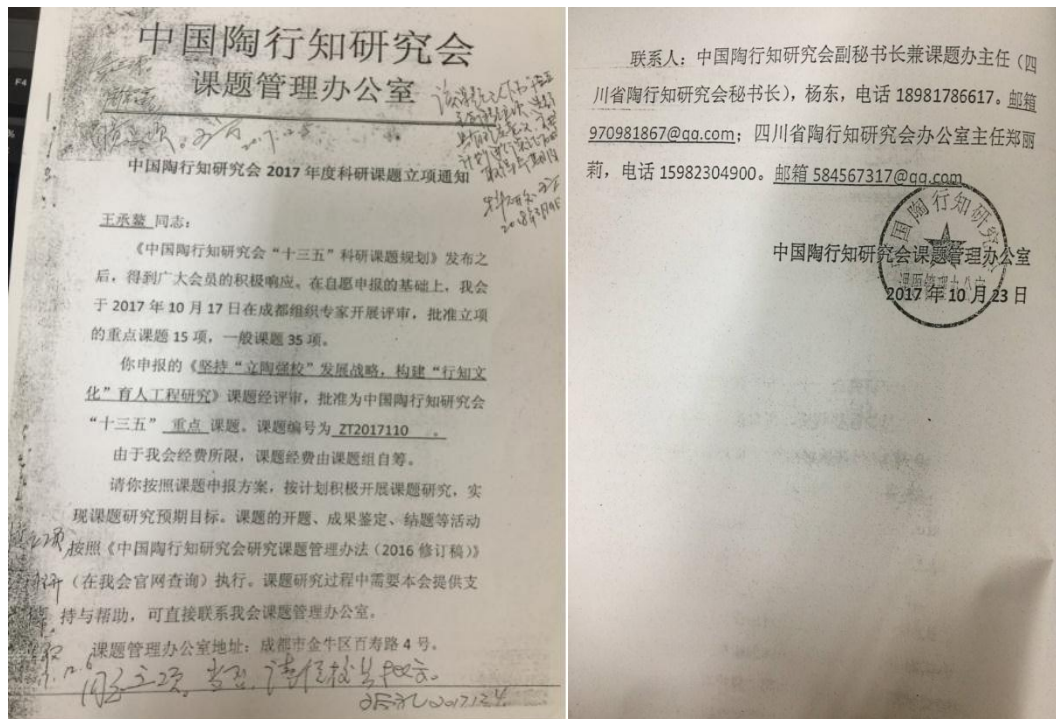 中国陶行知研究会
课题管理办公室
中国陶行知研究会 2017 年度科研课题立项通知
王承鳌 同志：
《中国陶行知研究会“十三五”科研课题规划》发布之
后，得到广大会员的积极响应。在自愿申报的基础上，我会
于 2017 年 10 月 17 日在成都组织专家开展评审，批准立项
的重点课题 15 项，一般课题 35 项。
你申报的《坚持“立陶强校”发展战略，构建“行知文
化”育人工程研究》课题经评审，批准为中国陶行知研究会
“十三五” 重点 课题。课题编号为 ZT2017110 。
由于我会经费所限，课题经费由课题组自筹。
请你按照课题申报方案，按计划积极开展课题研究，实
现课题研究预期目标。课题的开题、成果鉴定、结题等活动
按照《中国陶行知研究会研究课题管理办法（2016 修订稿）》
（在我会官网查询）执行。课题研究过程中需要本会提供支
持与帮助，可直接联系我会课题管理办公室。
课题管理办公室地址：成都市金牛区百寿路 4 号。
联系人：中国陶行知研究会副秘书长兼课题办主任（四
川省陶行知研究会秘书长），杨东，电话 18981786617。邮箱
970981867@qq.com；四川省陶行知研究会办公室主任郑丽
莉，电话 15982304900。邮箱 584567317@qq.com
中国陶行知研究会课题管理办公室
2017 年 10 月 23 日